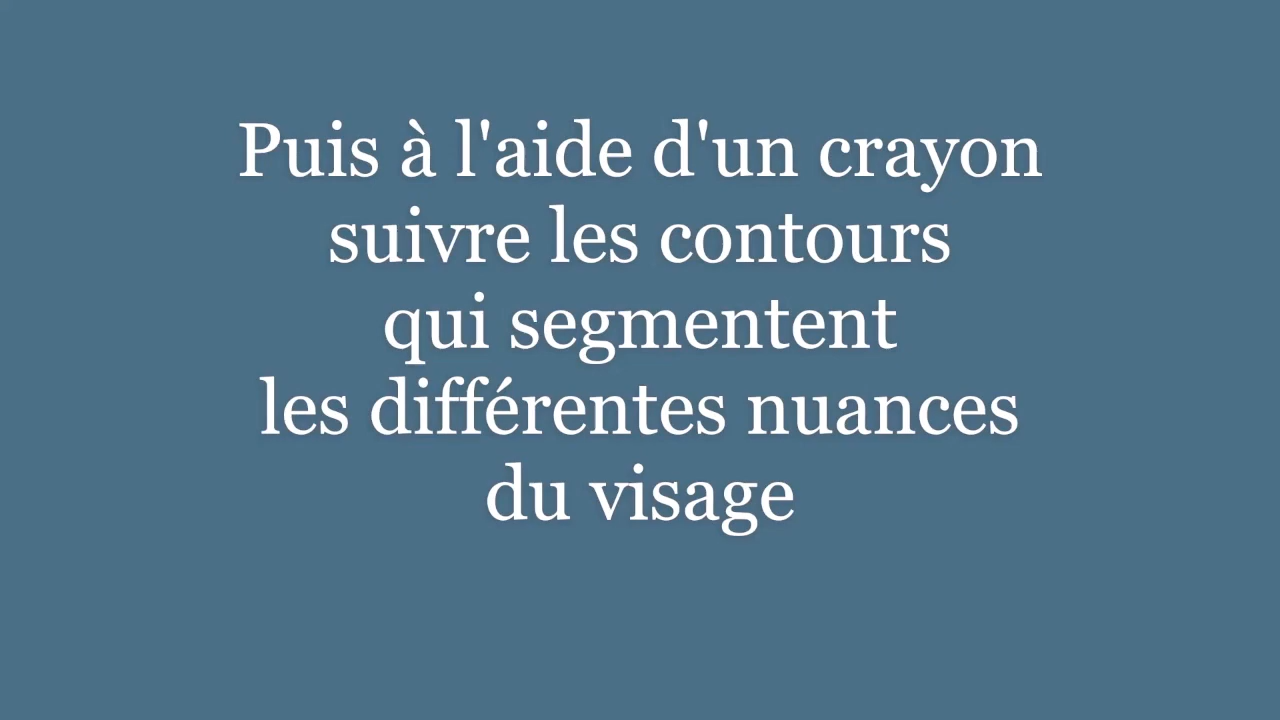 Puis à l'aide d'un crayon
suivre les contours
qui segmentent
les différentes nuances
du visage